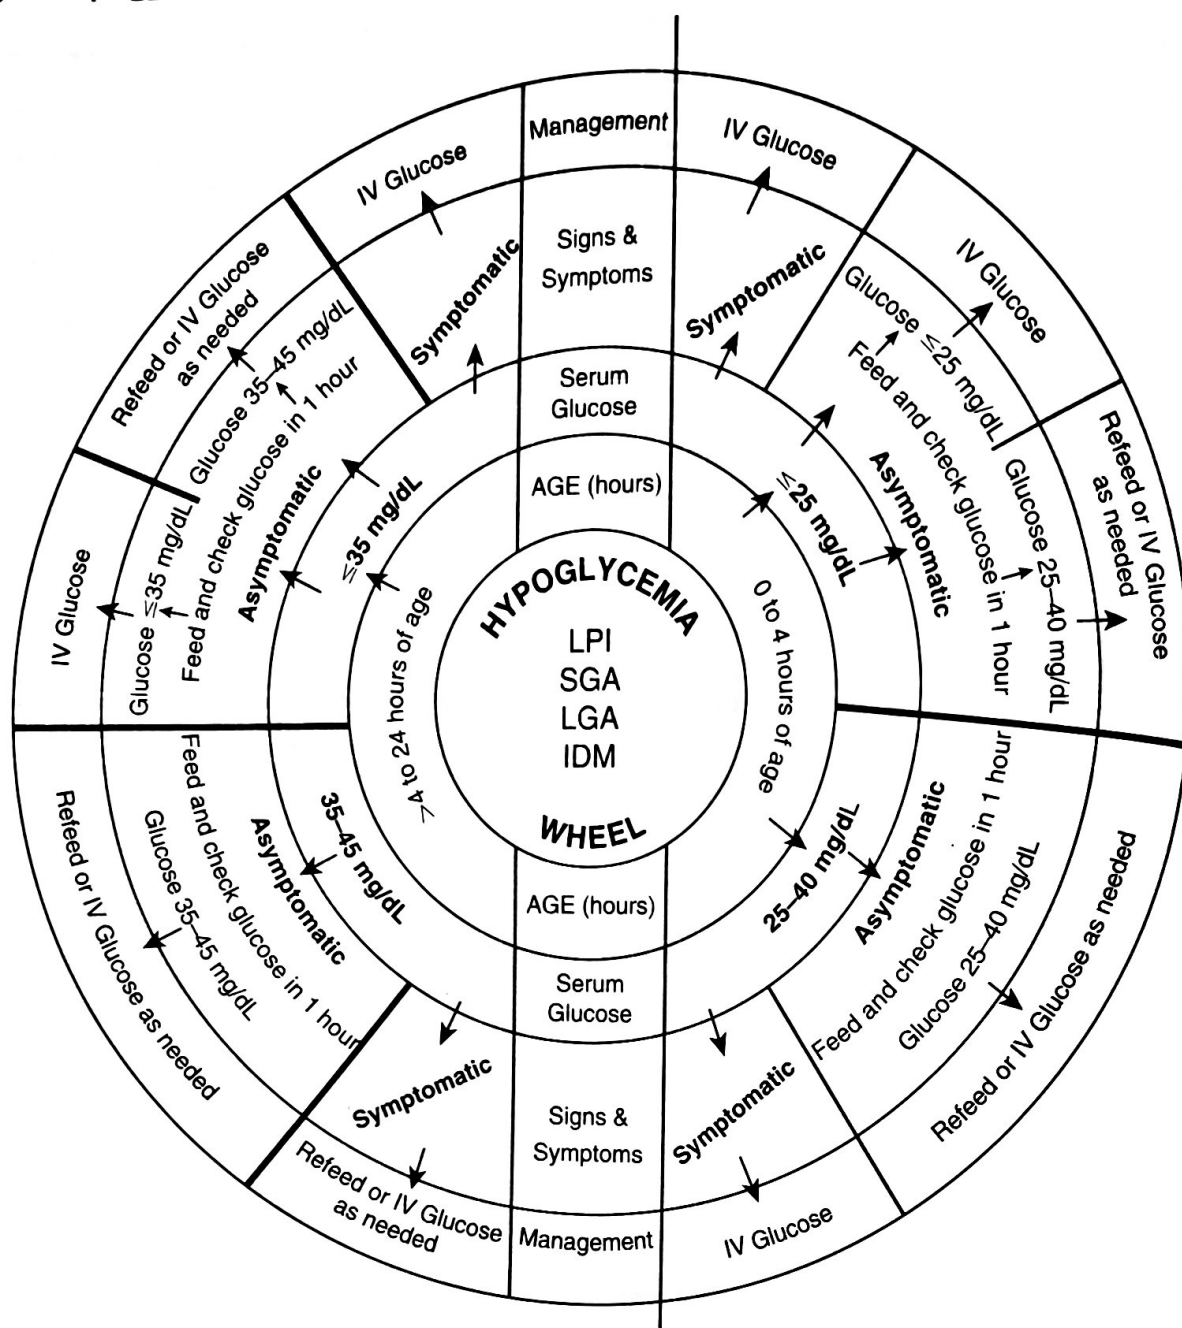 Management
Signs &
Symptoms
Serum
Glucose
AGE (hours)
HYPOGLYCEMIA
LPI
SGA
LGA
IDM
WHEEL
AGE (hours)
Serum
Glucose
Signs &
Symptoms
Management
0 to 4 hours of age
≤25 mg/dL
Symptomatic
IV Glucose
Asymptomatic
Feed and check glucose in 1 hour
Glucose ≤25 mg/dL
IV Glucose
Glucose 25–40 mg/dL
Refeed or IV Glucose
as needed
25–40 mg/dL
Asymptomatic
Feed and check glucose in 1 hour
Glucose 25–40 mg/dL
Refeed or IV Glucose as needed
Symptomatic
IV Glucose
>4 to 24 hours of age
35–45 mg/dL
Symptomatic
Refeed or IV Glucose
as needed
Asymptomatic
Feed and check glucose in 1 hour
Glucose 35–45 mg/dL
Refeed or IV Glucose as needed
≤35 mg/dL
Asymptomatic
Feed and check glucose in 1 hour
Glucose ≤35 mg/dL
IV Glucose
Glucose 35–45 mg/dL
Refeed or IV Glucose
as needed
Symptomatic
IV Glucose